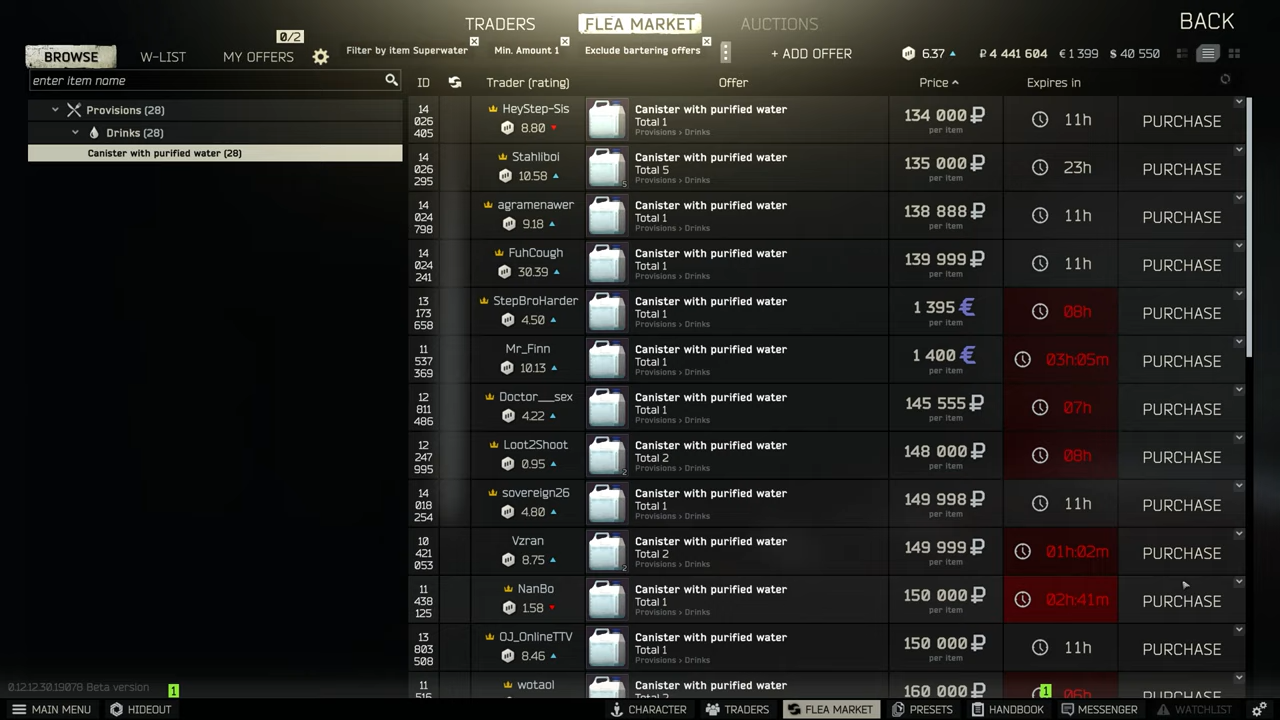 TRADERS
FLEA MARKET
AUCTIONS
BACK
0/2
BROWSE
W-LIST
MY OFFERS
Filter by item Superwater
Min. Amount 1
Exclude bartering offers
+ ADD OFFER
6.37
₽ 4 441 604
€ 1 399
$ 40 550
enter item name
Provisions (28)
Drinks (28)
Canister with purified water (28)
ID
Trader (rating)
Offer
Price
Expires in
14 026 405
HeyStep-Sis
8.80
Canister with purified water
Total 1
Provisions > Drinks
134 000 ₽
per item
11h
PURCHASE
14 026 295
Stahliboi
10.58
5
Canister with purified water
Total 5
Provisions > Drinks
135 000 ₽
per item
23h
PURCHASE
14 024 798
agramenawer
9.18
Canister with purified water
Total 1
Provisions > Drinks
138 888 ₽
per item
11h
PURCHASE
14 024 241
FuhCough
30.39
Canister with purified water
Total 1
Provisions > Drinks
139 999 ₽
per item
11h
PURCHASE
13 173 658
StepBroHarder
4.50
Canister with purified water
Total 1
Provisions > Drinks
1 395 €
per item
08h
PURCHASE
11 537 369
Mr_Finn
10.13
Canister with purified water
Total 1
Provisions > Drinks
1 400 €
per item
03h:05m
PURCHASE
12 811 486
Doctor__sex
4.22
Canister with purified water
Total 1
Provisions > Drinks
145 555 ₽
per item
07h
PURCHASE
12 247 995
Loot2Shoot
0.95
2
Canister with purified water
Total 2
Provisions > Drinks
148 000 ₽
per item
08h
PURCHASE
14 018 254
sovereign26
4.80
Canister with purified water
Total 1
Provisions > Drinks
149 998 ₽
per item
11h
PURCHASE
10 421 053
Vzran
8.75
2
Canister with purified water
Total 2
Provisions > Drinks
149 999 ₽
per item
01h:02m
PURCHASE
11 438 125
NanBo
1.58
Canister with purified water
Total 1
Provisions > Drinks
150 000 ₽
per item
02h:41m
PURCHASE
13 803 508
OJ_OnlineTTV
8.46
Canister with purified water
Total 1
Provisions > Drinks
150 000 ₽
per item
11h
PURCHASE
11
wotaol
Canister with purified water
160 000 ₽
06h
PURCHASE
0.12.12.30.19078 Beta version
1
1
MAIN MENU
HIDEOUT
CHARACTER
TRADERS
FLEA MARKET
PRESETS
HANDBOOK
MESSENGER
WATCHLIST